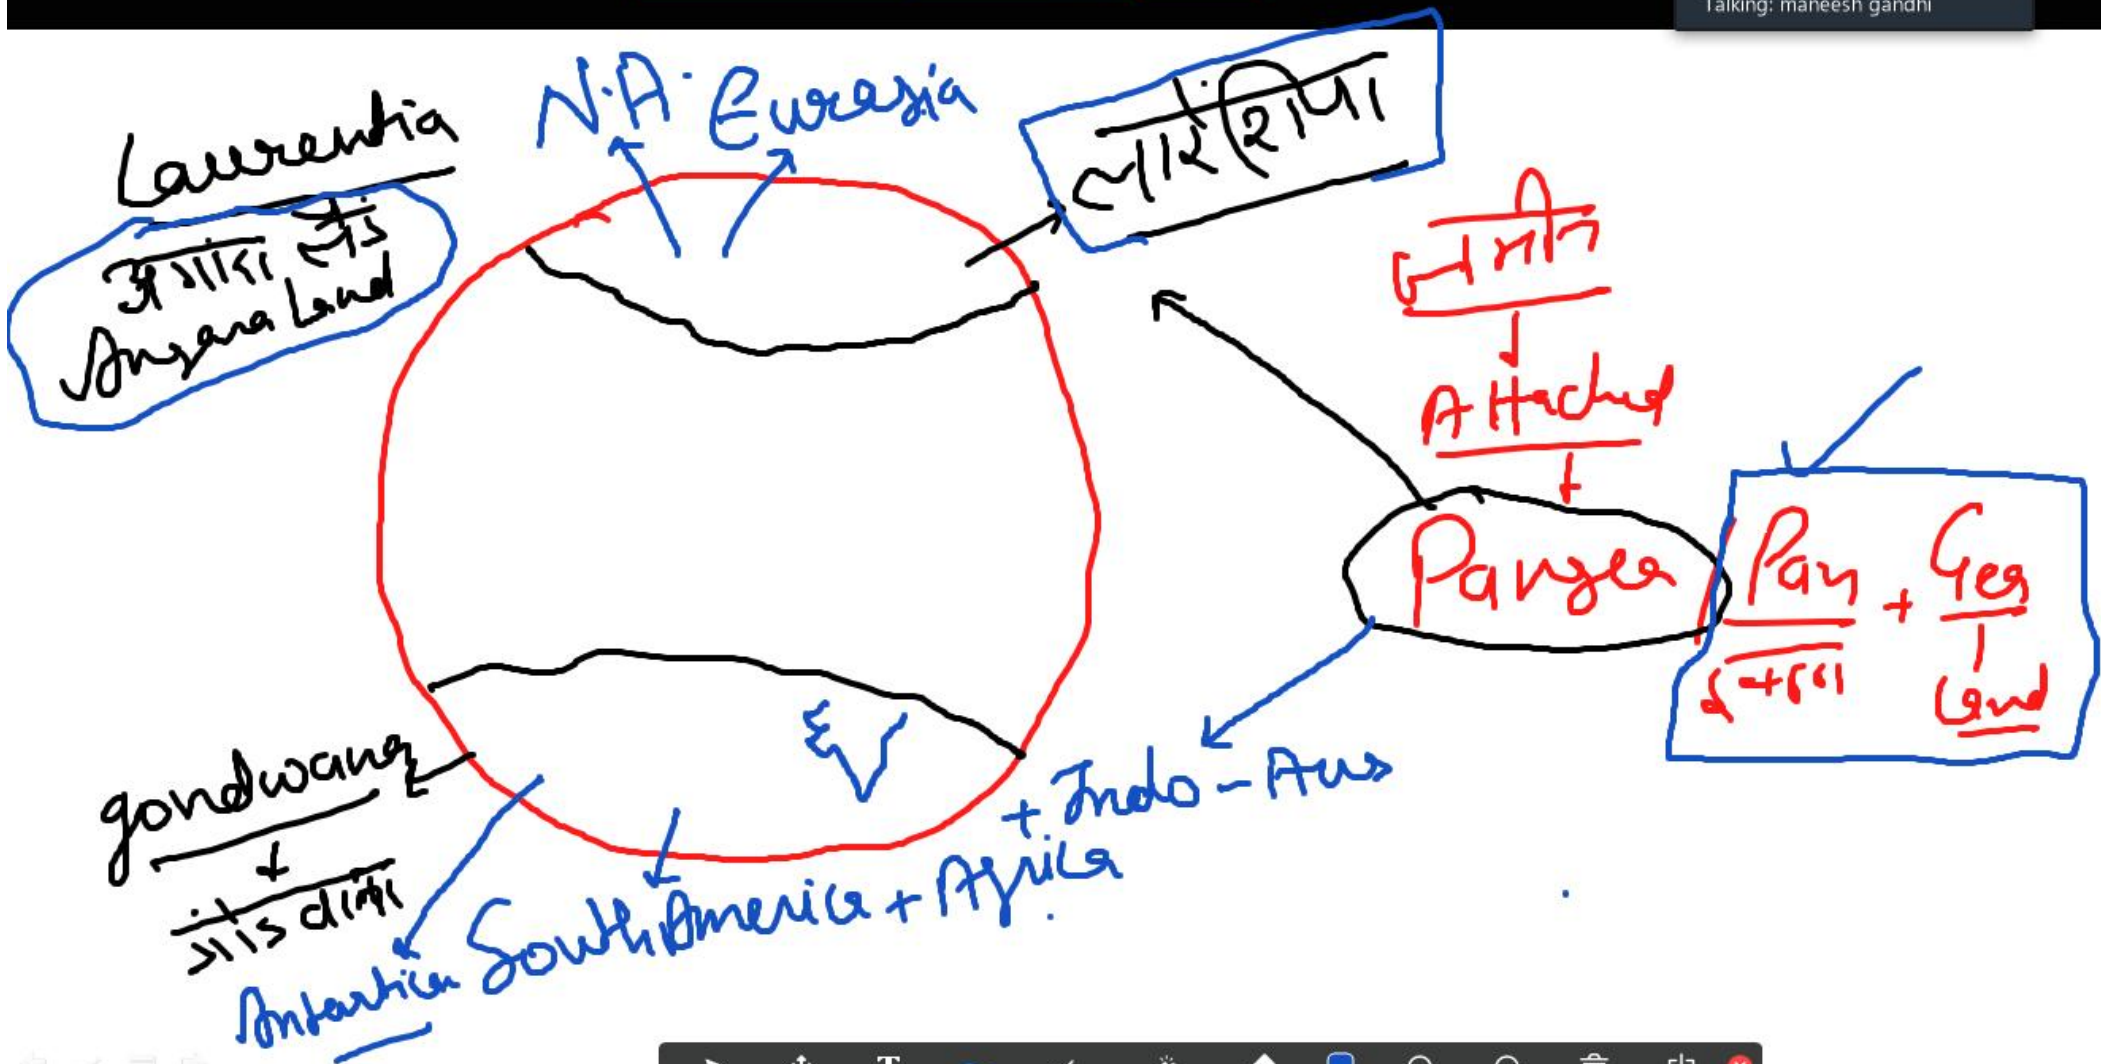 Talking: maneesh gandhi
N.A. Eurasia
Laurentia
लारेंशिया
अंगारा लैंड
Angara Land
जमीन
Attached
Pangea
Pan + Gea
Land
gondwana
+ Indo-Aus
South America + Africa
गोंडवाना
Antartica